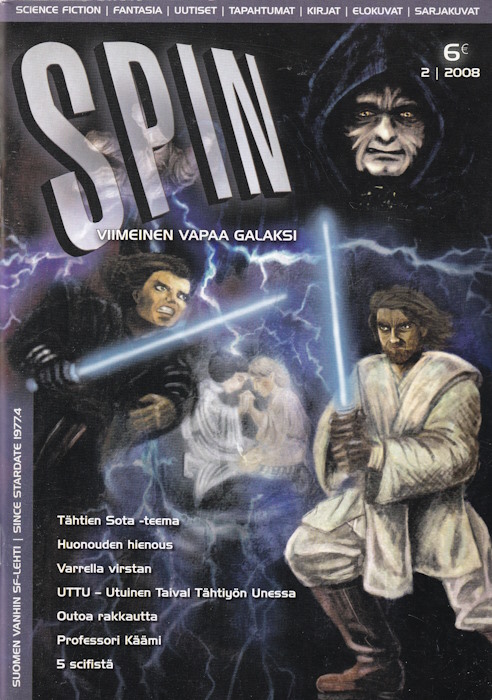 SCIENCE FICTION | FANTASIA | UUTISET | TAPAHTUMAT | KIRJAT | ELOKUVAT | SARJAKUVAT
SPIN
6€
2 | 2008
VIIMEINEN VAPAA GALAKSI
Tähtien Sota -teema
Huonouden hienous
Varrella virstan
UTTU – Utuinen Taival Tähtiyön Unessa
Outoa rakkautta
Professori Käämi
5 scifistä
SUOMEN VANHIN SF-LEHTI | SINCE STARDATE 1977.4